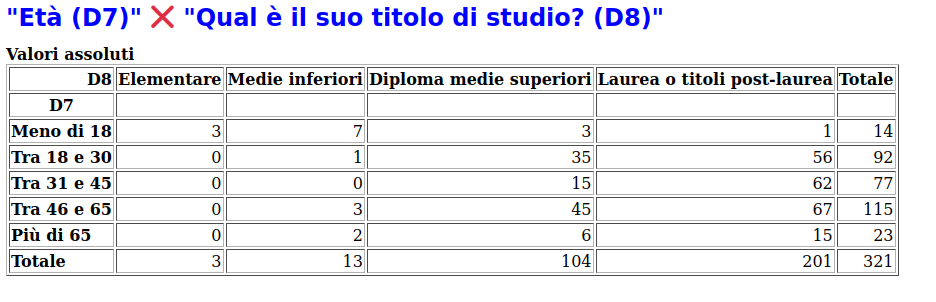 "Età (D7)" ❌ "Qual è il suo titolo di studio? (D8)"
Valori assoluti
D8 Elementare Medie inferiori Diploma medie superiori Laurea o titoli post-laurea Totale
D7
Meno di 18 3 7 3 1 14
Tra 18 e 30 0 1 35 56 92
Tra 31 e 45 0 0 15 62 77
Tra 46 e 65 0 3 45 67 115
Più di 65 0 2 6 15 23
Totale 3 13 104 201 321